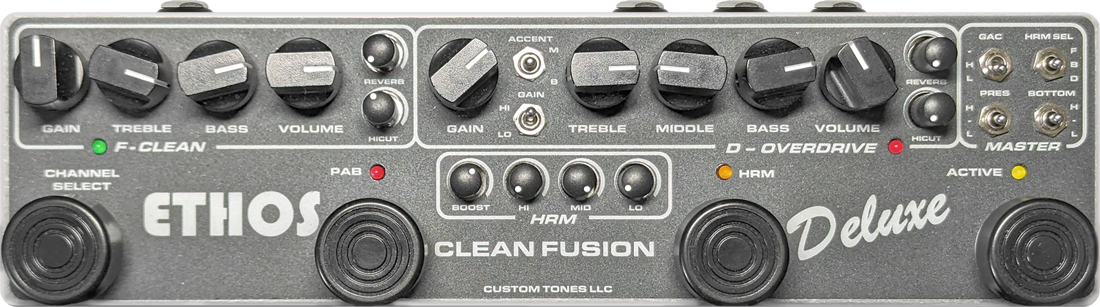 GAIN TREBLE BASS VOLUME
REVERB
HICUT
F-CLEAN
ACCENT
M
B
GAIN
HI
LO
GAIN TREBLE MIDDLE BASS VOLUME
REVERB
HICUT
D-OVERDRIVE
GAC HRM SEL
-
H
L
F
B
D
PRES BOTTOM
-
H
L
H
-
L
MASTER
CHANNEL
SELECT
PAB
HRM
ACTIVE
BOOST HI MID LO
HRM
ETHOS
Deluxe
CLEAN FUSION
CUSTOM TONES LLC